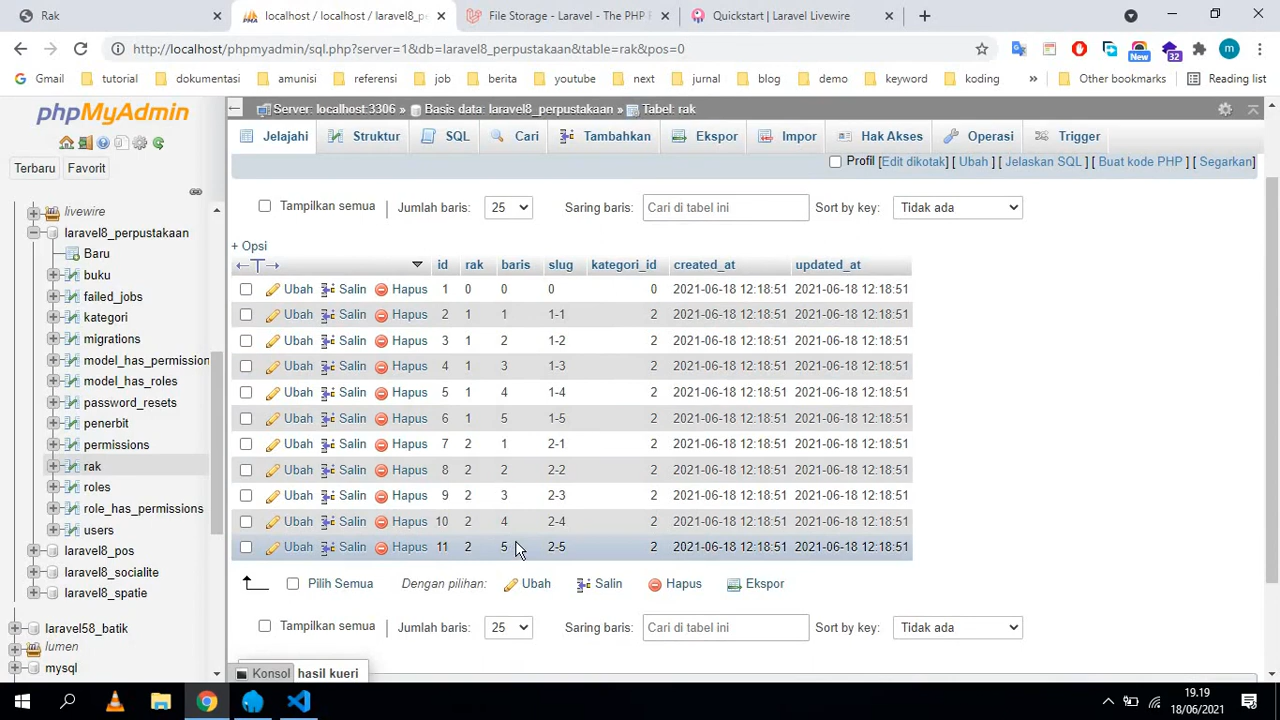 Rak
localhost / localhost / laravel8_pe
File Storage - Laravel - The PHP F
Quickstart | Laravel Livewire
http://localhost/phpmyadmin/sql.php?server=1&db=laravel8_perpustakaan&table=rak&pos=0
New
32
m
Gmail
tutorial
dokumentasi
amunisi
referensi
job
berita
youtube
next
jurnal
blog
demo
keyword
koding
»
Other bookmarks
Reading list
phpMyAdmin
Terbaru
Favorit
livewire
laravel8_perpustakaan
Baru
buku
failed_jobs
kategori
migrations
model_has_permission
model_has_roles
password_resets
penerbit
permissions
rak
roles
role_has_permissions
users
laravel8_pos
laravel8_socialite
laravel8_spatie
laravel58_batik
lumen
mysql
Server: localhost:3306 » Basis data: laravel8_perpustakaan » Tabel: rak
Jelajahi Struktur SQL Cari Tambahkan Ekspor Impor Hak Akses Operasi Trigger
Profil [Edit dikotak] [ Ubah ] [ Jelaskan SQL ] [ Buat kode PHP ] [ Segarkan]
Tampilkan semua | Jumlah baris: 25 Saring baris: Cari di tabel ini Sort by key: Tidak ada
+ Opsi
id rak baris slug kategori_id created_at updated_at
Ubah Salin Hapus 1 0 0 0 0 2021-06-18 12:18:51 2021-06-18 12:18:51
Ubah Salin Hapus 2 1 1 1-1 2 2021-06-18 12:18:51 2021-06-18 12:18:51
Ubah Salin Hapus 3 1 2 1-2 2 2021-06-18 12:18:51 2021-06-18 12:18:51
Ubah Salin Hapus 4 1 3 1-3 2 2021-06-18 12:18:51 2021-06-18 12:18:51
Ubah Salin Hapus 5 1 4 1-4 2 2021-06-18 12:18:51 2021-06-18 12:18:51
Ubah Salin Hapus 6 1 5 1-5 2 2021-06-18 12:18:51 2021-06-18 12:18:51
Ubah Salin Hapus 7 2 1 2-1 2 2021-06-18 12:18:51 2021-06-18 12:18:51
Ubah Salin Hapus 8 2 2 2-2 2 2021-06-18 12:18:51 2021-06-18 12:18:51
Ubah Salin Hapus 9 2 3 2-3 2 2021-06-18 12:18:51 2021-06-18 12:18:51
Ubah Salin Hapus 10 2 4 2-4 2 2021-06-18 12:18:51 2021-06-18 12:18:51
Ubah Salin Hapus 11 2 5 2-5 2 2021-06-18 12:18:51 2021-06-18 12:18:51
Pilih Semua Dengan pilihan: Ubah Salin Hapus Ekspor
Tampilkan semua | Jumlah baris: 25 Saring baris: Cari di tabel ini Sort by key: Tidak ada
Konsol hasil kueri
19.19
18/06/2021